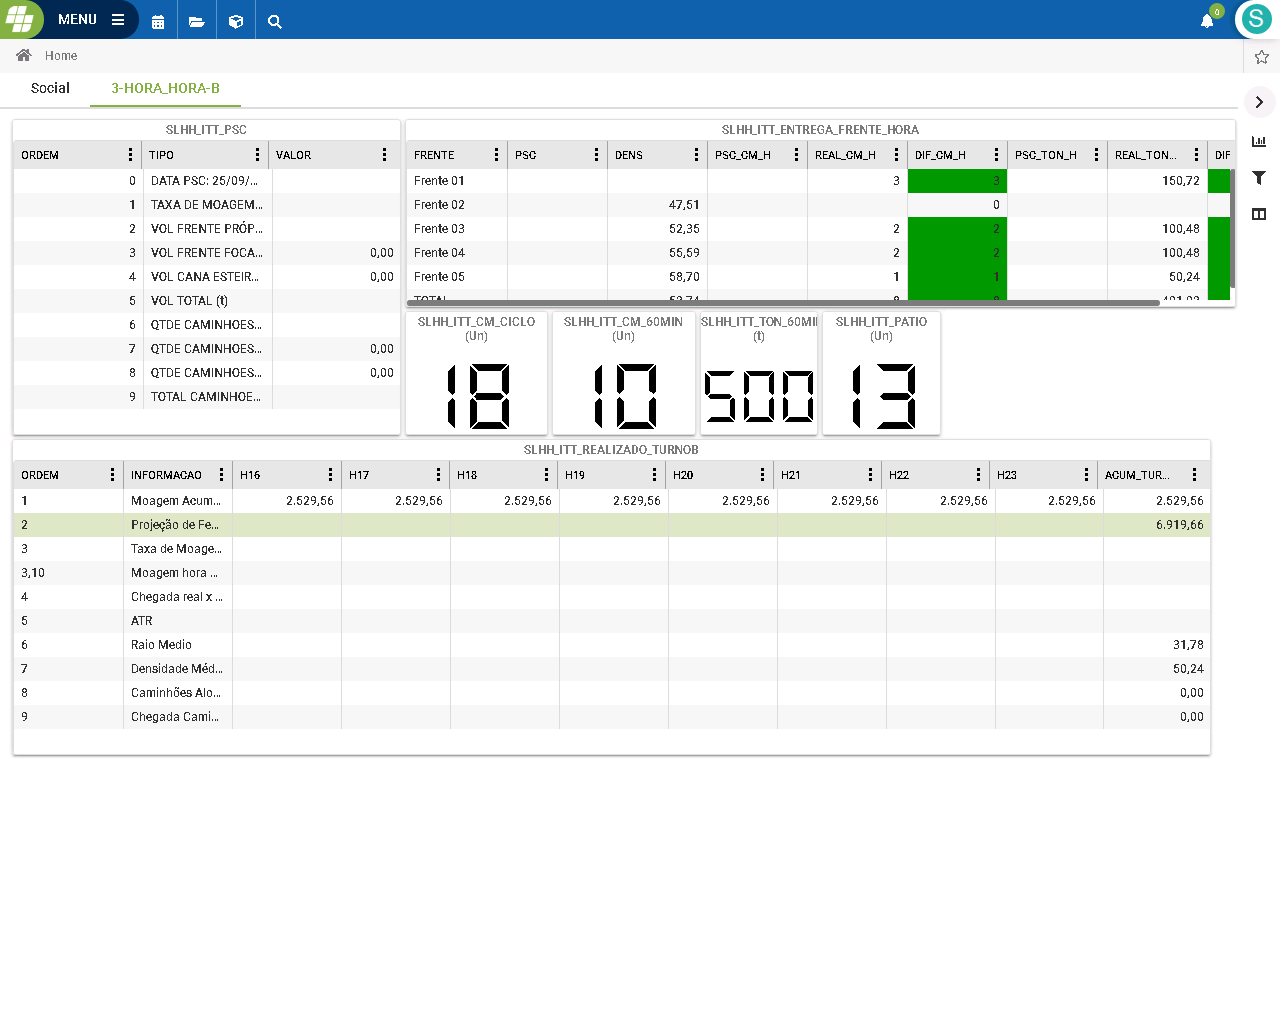 MENU
0
S
Home
Social 3-HORA_HORA-B
SLHH_ITT_PSC
ORDEM TIPO VALOR
0 DATA PSC: 25/09/...
1 TAXA DE MOAGEM...
2 VOL FRENTE PRÓP...
3 VOL FRENTE FOCA... 0,00
4 VOL CANA ESTEIR... 0,00
5 VOL TOTAL (t)
6 QTDE CAMINHOES...
7 QTDE CAMINHOES... 0,00
8 QTDE CAMINHOES... 0,00
9 TOTAL CAMINHOE...
SLHH_ITT_ENTREGA_FRENTE_HORA
FRENTE PSC DENS PSC_CM_H REAL_CM_H DIF_CM_H PSC_TON_H REAL_TON... DIF
Frente 01 3 3 150,72
Frente 02 47,51 0
Frente 03 52,35 2 2 100,48
Frente 04 55,59 2 2 100,48
Frente 05 58,70 1 1 50,24
TOTAL
SLHH_ITT_CM_CICLO
(Un)
18
SLHH_ITT_CM_60MIN
(Un)
10
SLHH_ITT_TON_60MI
(t)
500
SLHH_ITT_PATIO
(Un)
13
SLHH_ITT_REALIZADO_TURNOB
ORDEM INFORMACAO H16 H17 H18 H19 H20 H21 H22 H23 ACUM_TUR...
1 Moagem Acum... 2.529,56 2.529,56 2.529,56 2.529,56 2.529,56 2.529,56 2.529,56 2.529,56 2.529,56
2 Projeção de Fe... 6.919,66
3 Taxa de Moage...
3,10 Moagem hora ...
4 Chegada real x ...
5 ATR
6 Raio Medio 31,78
7 Densidade Méd... 50,24
8 Caminhões Alo... 0,00
9 Chegada Cami... 0,00